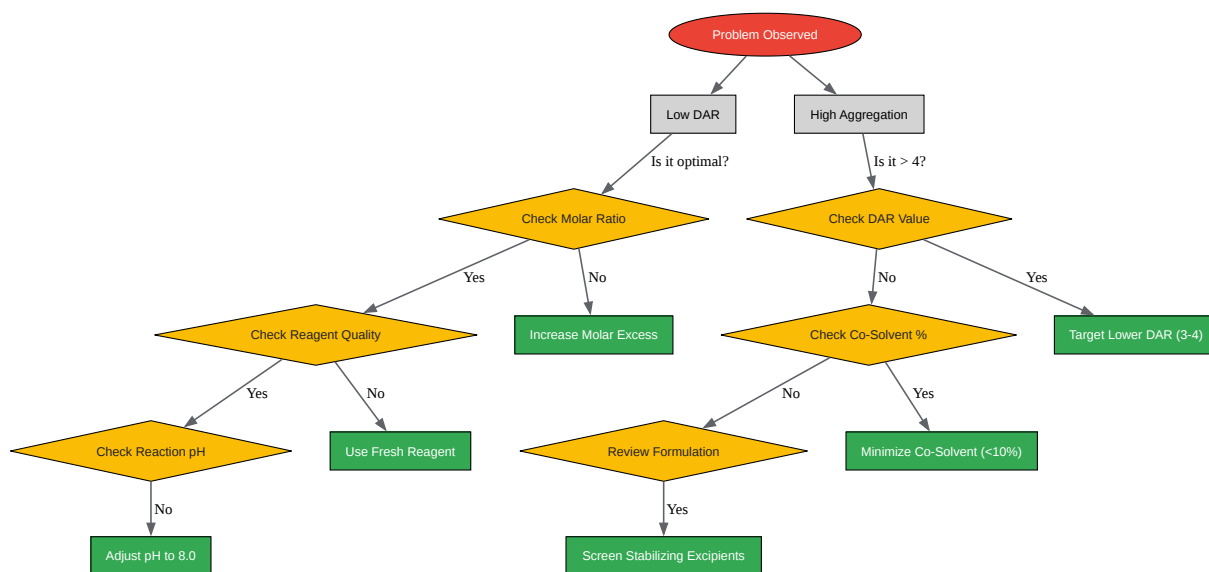 Problem Observed
Low DAR
High Aggregation
Is it optimal?
Is it > 4?
Check Molar Ratio
Check DAR Value
Yes
No
No
Yes
Check Reagent Quality
Increase Molar Excess
Check Co-Solvent %
Target Lower DAR (3-4)
Yes
No
No
Yes
Check Reaction pH
Use Fresh Reagent
Review Formulation
Minimize Co-Solvent (<10%)
No
Yes
Adjust pH to 8.0
Screen Stabilizing Excipients